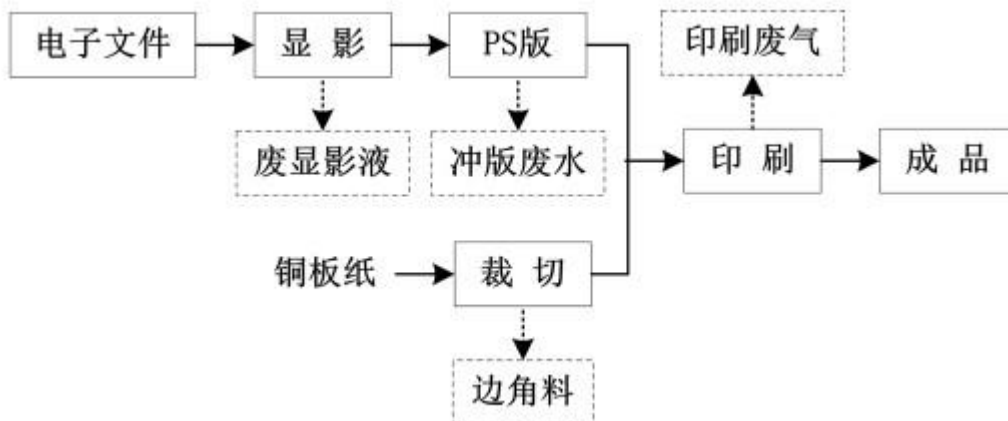 电子文件
显影
PS版
印刷废气
废显影液
冲版废水
印刷
成品
铜板纸
裁切
边角料